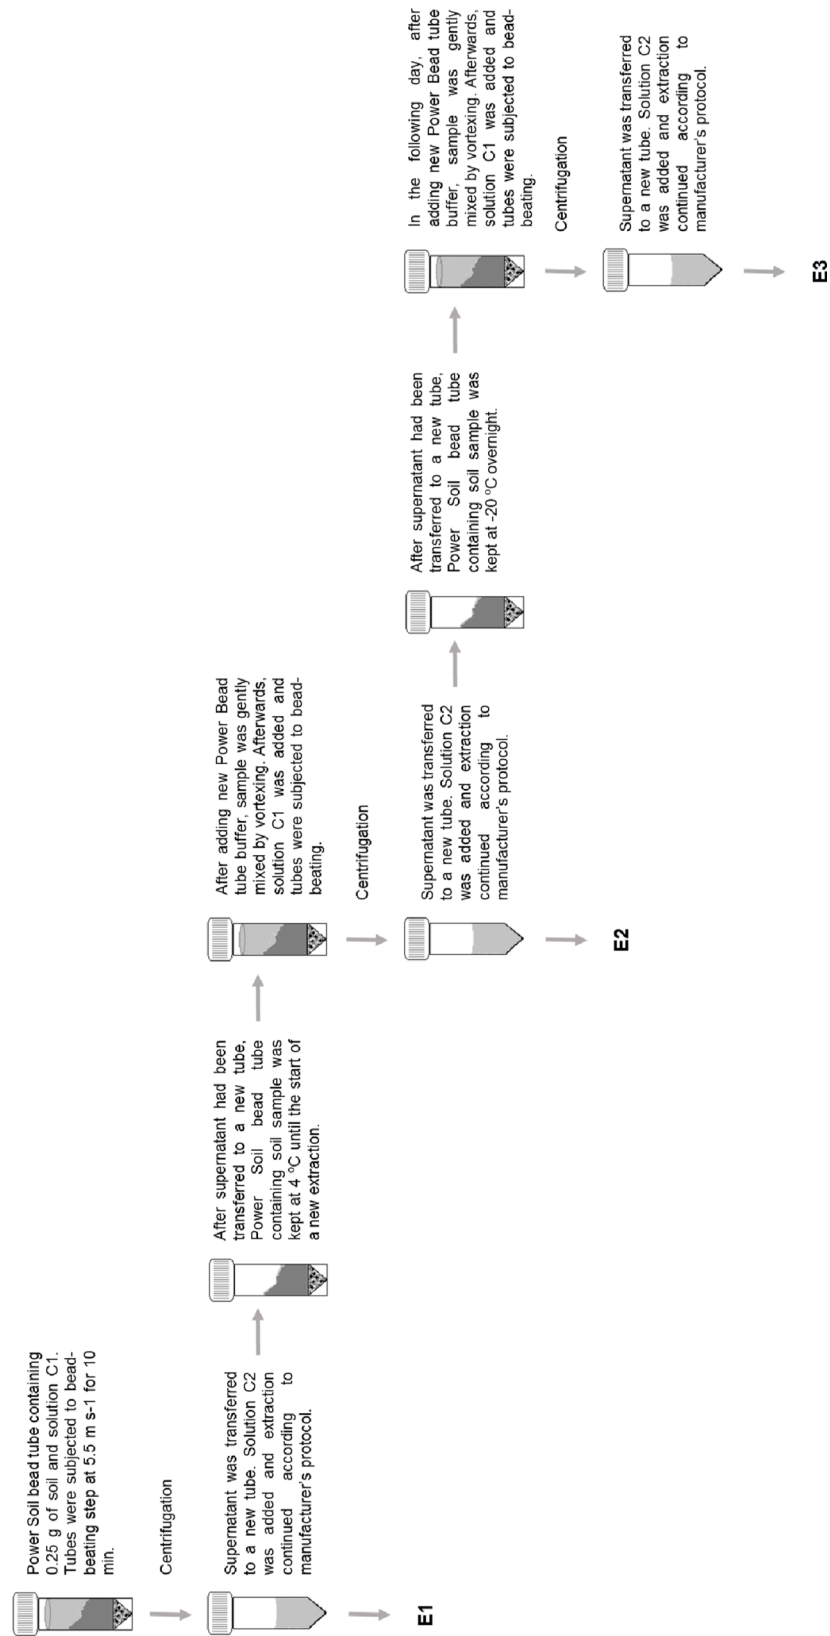 Power Soil bead tube containing
0.25 g of soil and solution C1.
Tubes were subjected to bead-
beating step at 5.5 m s-1 for 10
min.
Centrifugation
Supernatant was transferred
to a new tube. Solution C2
was added and extraction
continued according to
manufacturer's protocol.
E1
After supernatant had been
transferred to a new tube,
Power Soil bead tube
containing soil sample was
kept at 4 ºC until the start of
a new extraction.
After adding new Power Bead
tube buffer, sample was gently
mixed by vortexing. Afterwards,
solution C1 was added and
tubes were subjected to bead-
beating.
Centrifugation
Supernatant was transferred
to a new tube. Solution C2
was added and extraction
continued according to
manufacturer's protocol.
E2
After supernatant had been
transferred to a new tube,
Power Soil bead tube
containing soil sample was
kept at -20 ºC overnight.
In the following day, after
adding new Power Bead tube
buffer, sample was gently
mixed by vortexing. Afterwards,
solution C1 was added and
tubes were subjected to bead-
beating.
Centrifugation
Supernatant was transferred
to a new tube. Solution C2
was added and extraction
continued according to
manufacturer's protocol.
E3